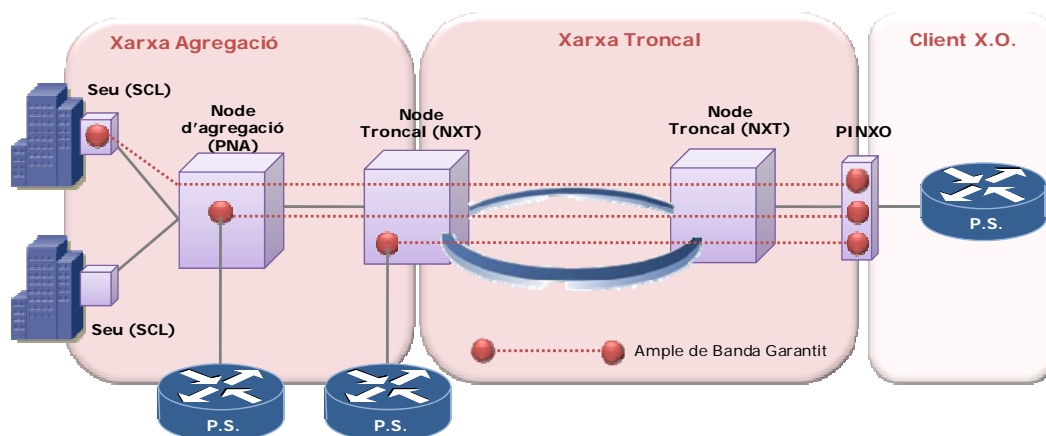 Xarxa Agregació
Xarxa Troncal
Client X.O.
Seu (SCL)
Node
d'agregació
(PNA)
Node
Troncal (NXT)
Node
Troncal (NXT)
PINXO
P.S.
Seu (SCL)
Ample de Banda Garantit
P.S.
P.S.